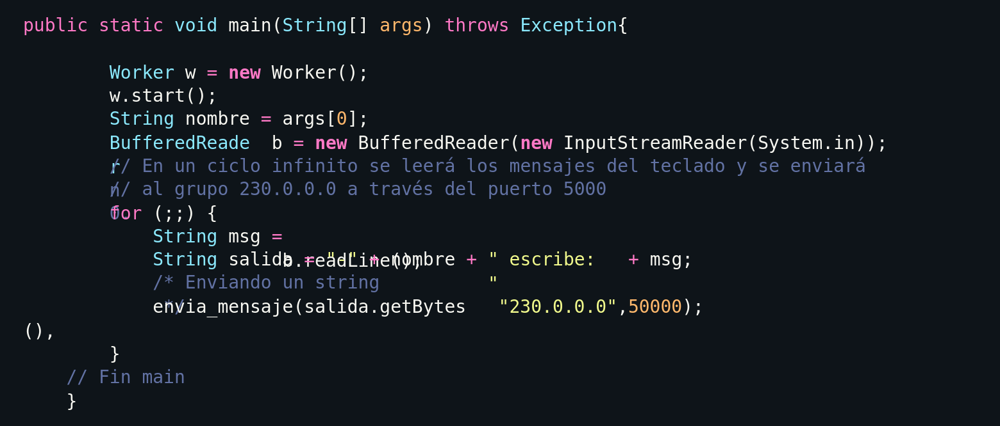 public static void main(String[] args) throws Exception{
Worker w = new Worker();
w.start();
String nombre = args[0];
BufferedReader b = new BufferedReader(new InputStreamReader(System.in));
// En un ciclo infinito se leerá los mensajes del teclado y se enviarán
// al grupo 230.0.0.0 a través del puerto 5000
for (;;) {
String msg = b.readLine();
String salida = "-" + nombre + " escribe: " + msg;
/* Enviando un string */
envia_mensaje(salida.getBytes(), "230.0.0.0",50000);
}
// Fin main
}